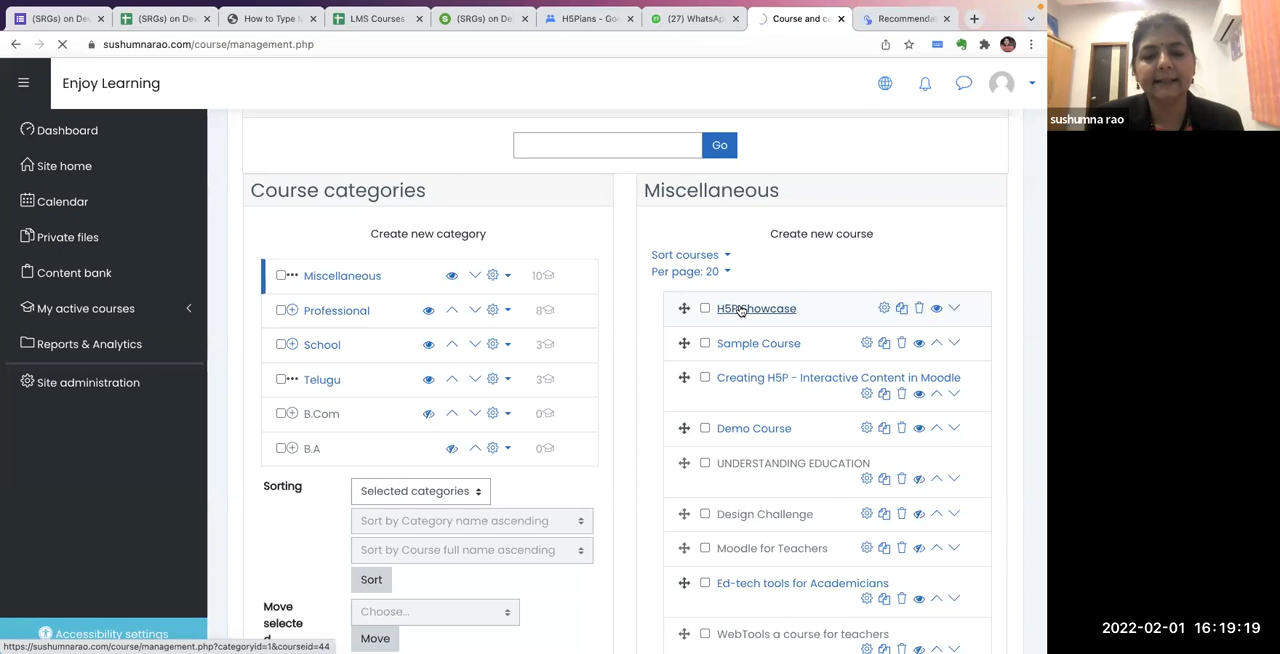 (SRGs) on De
(SRGs) on De
How to Type
LMS Courses
(SRGs) on De
H5Pians - Go
(27) WhatsAp
Course and ca
Recommenda
sushumnarao.com/course/management.php
Enjoy Learning
sushumna rao
Dashboard
Site home
Calendar
Private files
Content bank
My active courses
Reports & Analytics
Site administration
Accessibility settings
Go
Course categories
Create new category
Miscellaneous 10
Professional 8
School 3
Telugu 3
B.Com 0
B.A 0
Sorting
Selected categories
Sort by Category name ascending
Sort by Course full name ascending
Sort
Move
selecte
d
Choose...
Move
Miscellaneous
Create new course
Sort courses
Per page: 20
H5P Showcase
Sample Course
Creating H5P - Interactive Content in Moodle
Demo Course
UNDERSTANDING EDUCATION
Design Challenge
Moodle for Teachers
Ed-tech tools for Academicians
WebTools a course for teachers
https://sushumnarao.com/course/management.php?categoryid=1&courseid=44
2022-02-01 16:19:19